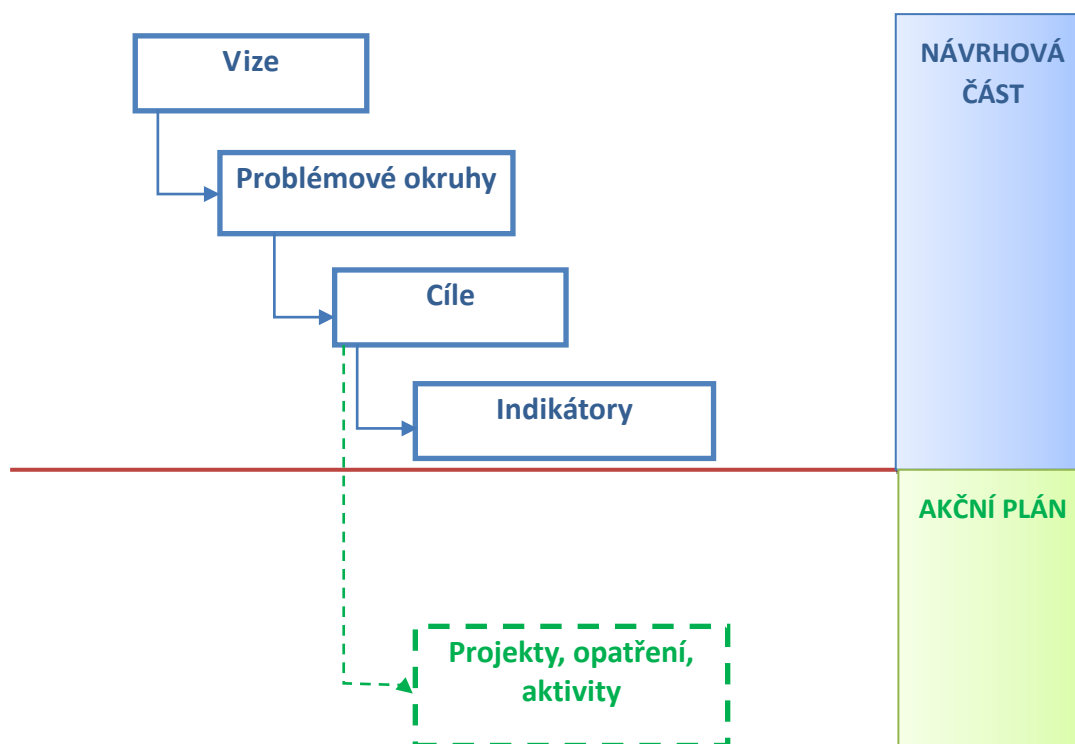 Vize
NÁVRHOVÁ
ČÁST
Problémové okruhy
Cíle
Indikátory
AKČNÍ PLÁN
Projekty, opatření,
aktivity